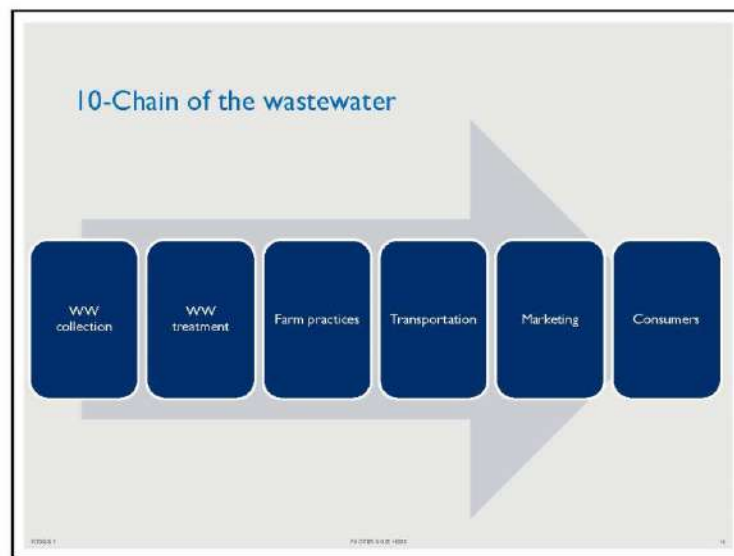 10-Chain of the wastewater
WW
collection
WW
treatment
Farm practices
Transportation
Marketing
Consumers